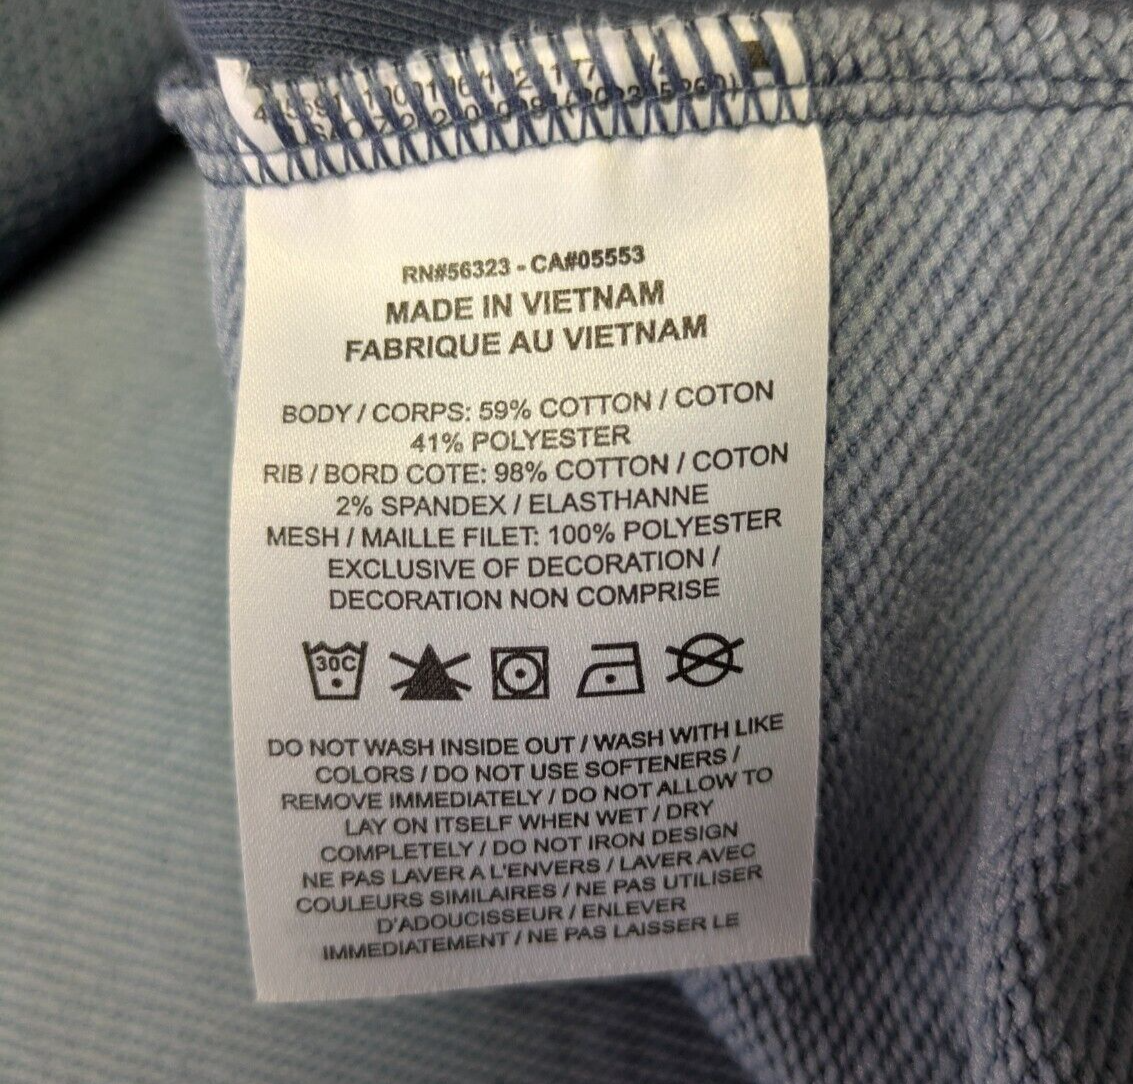 RN#56323 - CA#05553
MADE IN VIETNAM
FABRIQUE AU VIETNAM
BODY / CORPS: 59% COTTON / COTON
41% POLYESTER
RIB / BORD COTE: 98% COTTON / COTON
2% SPANDEX / ELASTHANNE
MESH / MAILLE FILET: 100% POLYESTER
EXCLUSIVE OF DECORATION /
DECORATION NON COMPRISE
30C
DO NOT WASH INSIDE OUT / WASH WITH LIKE
COLORS / DO NOT USE SOFTENERS /
REMOVE IMMEDIATELY / DO NOT ALLOW TO
LAY ON ITSELF WHEN WET / DRY
COMPLETELY / DO NOT IRON DESIGN
NE PAS LAVER A L'ENVERS / LAVER AVEC
COULEURS SIMILAIRES / NE PAS UTILISER
D'ADOUCISSEUR / ENLEVER
IMMEDIATEMENT / NE PAS LAISSER LE